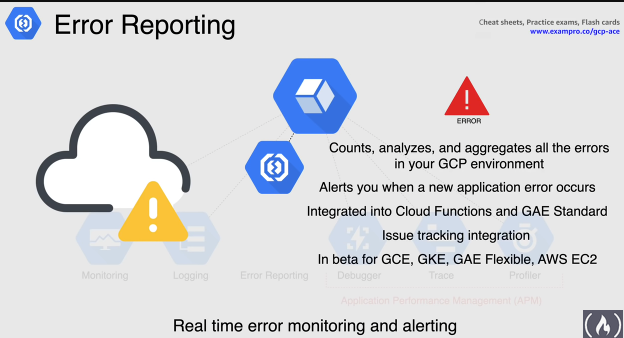 Error Reporting
Cheat sheets, Practice exams, Flash cards
www.exampro.co/gcp-ace
ERROR
Counts, analyzes, and aggregates all the errors
in your GCP environment
Alerts you when a new application error occurs
Integrated into Cloud Functions and GAE Standard
Issue tracking integration
In beta for GCE, GKE, GAE Flexible, AWS EC2
Monitoring
Logging
Error Reporting
Debugger
Trace
Profiler
Application Performance Management (APM)
Real time error monitoring and alerting